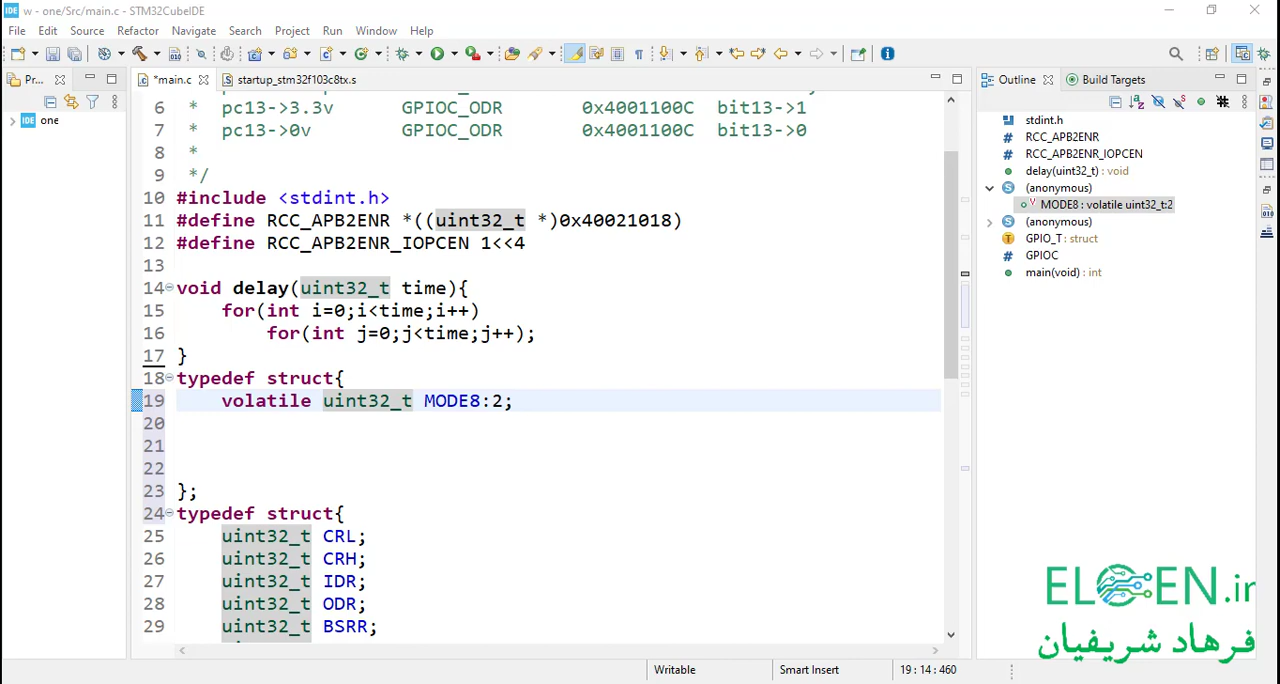 IDE w - one/Src/main.c - STM32CubeIDE
File Edit Source Refactor Navigate Search Project Run Window Help
Pr... *main.c startup_stm32f103c8tx.s Outline Build Targets
IDE one
6 * pc13->3.3v GPIOC_ODR 0x4001100C bit13->1
7 * pc13->0v GPIOC_ODR 0x4001100C bit13->0
8 *
9 */
10 #include <stdint.h>
11 #define RCC_APB2ENR *((uint32_t *)0x40021018)
12 #define RCC_APB2ENR_IOPCEN 1<<4
13
14 void delay(uint32_t time){
15 for(int i=0;i<time;i++)
16 for(int j=0;j<time;j++);
17 }
18 typedef struct{
19 volatile uint32_t MODE8:2;
20
21
22
23 };
24 typedef struct{
25 uint32_t CRL;
26 uint32_t CRH;
27 uint32_t IDR;
28 uint32_t ODR;
29 uint32_t BSRR;
stdint.h
RCC_APB2ENR
RCC_APB2ENR_IOPCEN
delay(uint32_t) : void
(anonymous)
MODE8 : volatile uint32_t:2
(anonymous)
GPIO_T : struct
GPIOC
main(void) : int
ELOEN.ir
فرهاد شریفیان
Writable Smart Insert 19 : 14 : 460